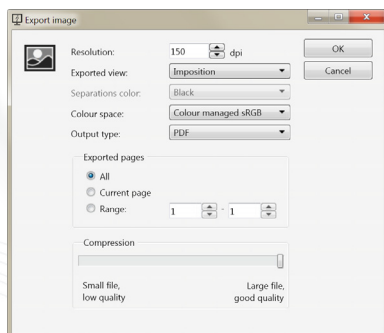 Export image
Resolution: 150 dpi OK
Exported view: Imposition Cancel
Separations color: Black
Colour space: Colour managed sRGB
Output type: PDF
Exported pages
All
Current page
Range: 1 - 1
Compression
Small file, Large file,
low quality good quality